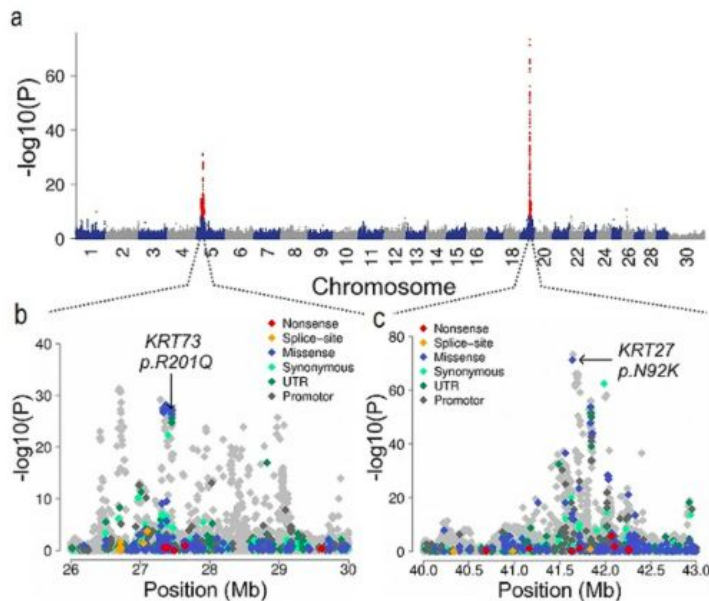 a
-log10(P)
60
40
20
0
1 2 3 4 5 6 7 8 9 10 11 12 13 14 15 16 18 20 22 24 26 28 30
Chromosome
b
KRT73
p.R201Q
Nonsense
Splice-site
Missense
Synonymous
UTR
Promotor
-log10(P)
40
30
20
10
0
26 27 28 29 30
Position (Mb)
c
KRT27
p.N92K
Nonsense
Splice-site
Missense
Synonymous
UTR
Promotor
-log10(P)
80
60
40
20
0
40.0 40.5 41.0 41.5 42.0 42.5 43.0
Position (Mb)